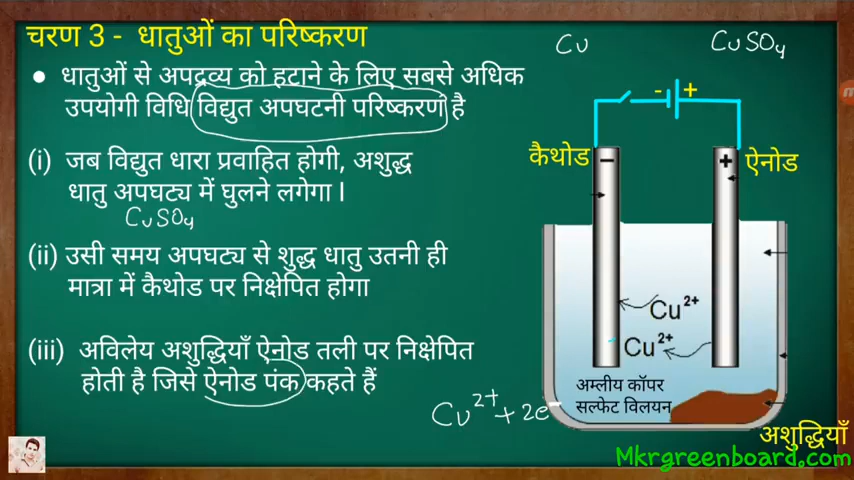 चरण 3 - धातुओं का परिष्करण
Cu
CuSO4
● धातुओं से अपद्रव्य को हटाने के लिए सबसे अधिक
उपयोगी विधि विद्युत अपघटनी परिष्करण है
- +
(i) जब विद्युत धारा प्रवाहित होगी, अशुद्ध
धातु अपघट्य में घुलने लगेगा I
CuSO4
कैथोड − + ऐनोड
(ii) उसी समय अपघट्य से शुद्ध धातु उतनी ही
मात्रा में कैथोड पर निक्षेपित होगा
Cu2+
Cu2+
(iii) अविलेय अशुद्धियाँ ऐनोड तली पर निक्षेपित
होती है जिसे ऐनोड पंक कहते हैं
Cu2+ + 2e−
अम्लीय कॉपर
सल्फेट विलयन
अशुद्धियाँ
Mkrgreenboard.com